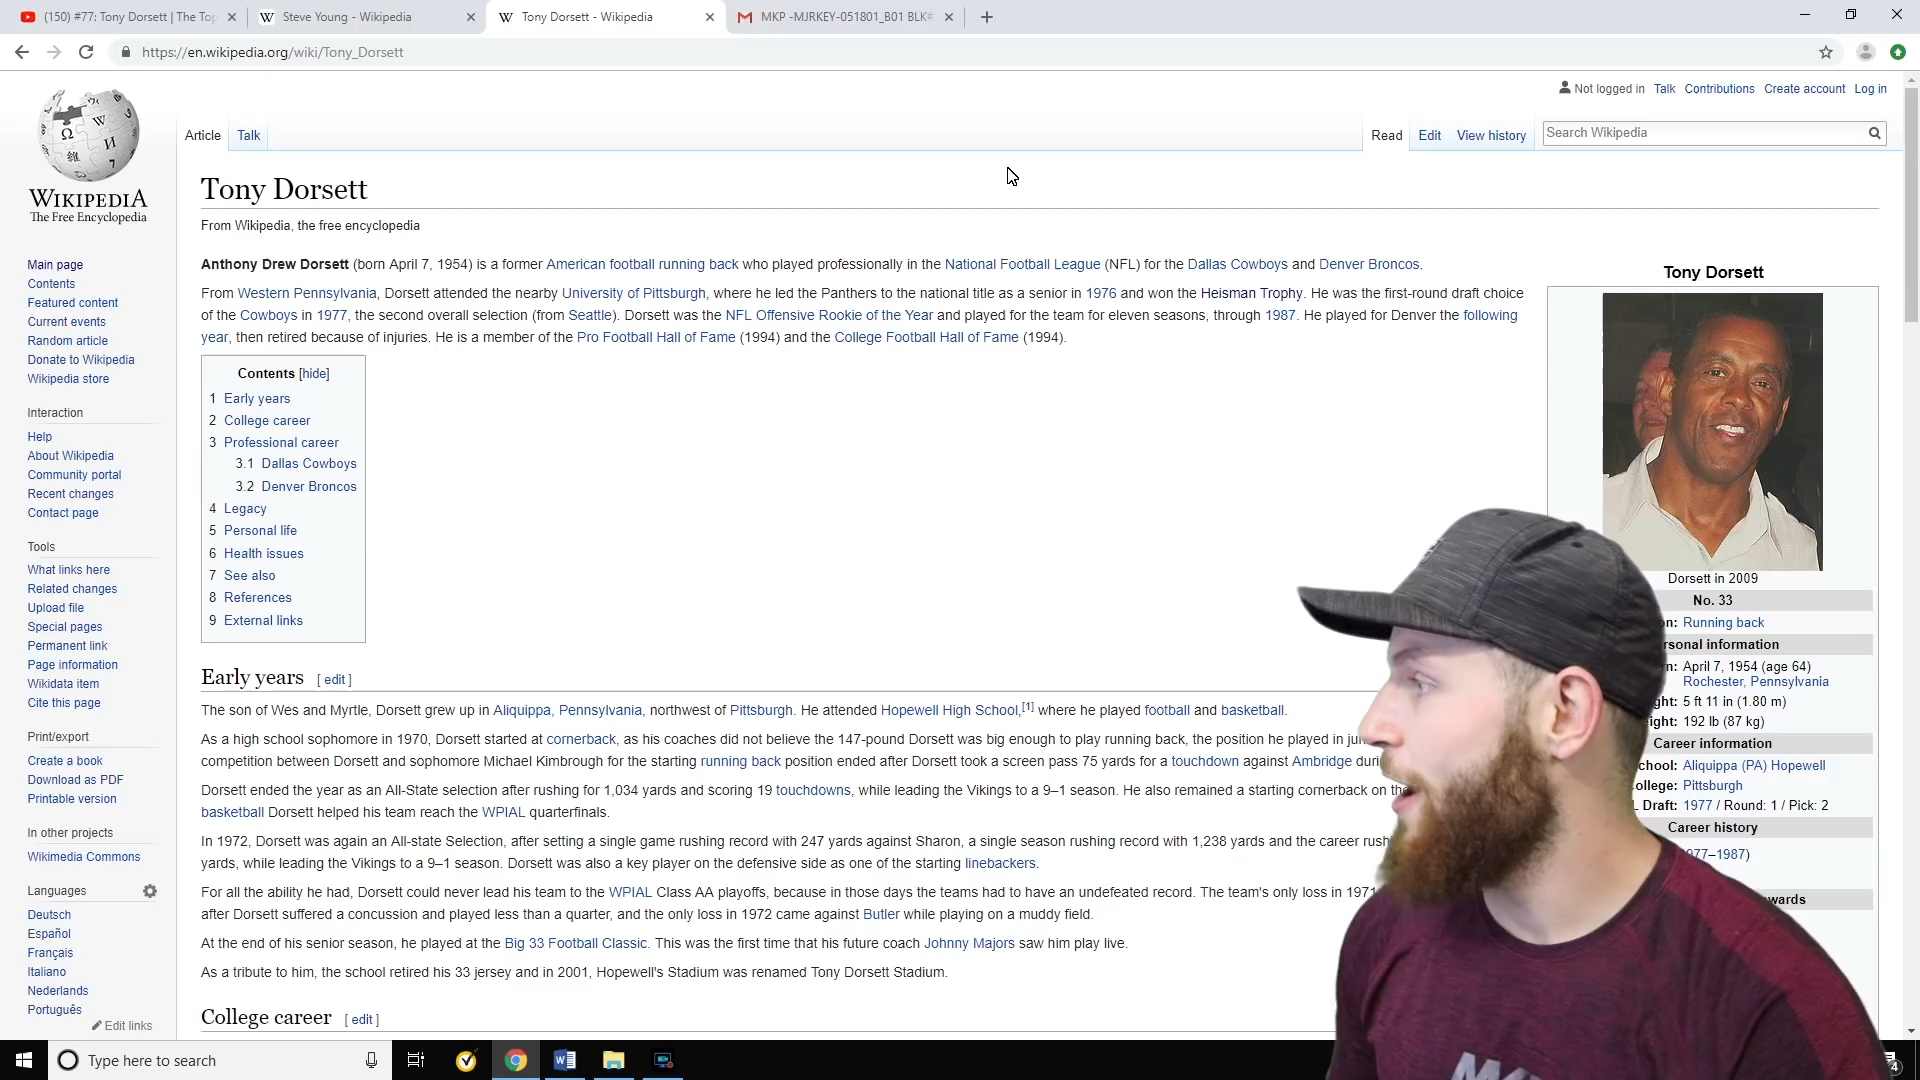 (150) #77: Tony Dorsett | The Top
Steve Young - Wikipedia
Tony Dorsett - Wikipedia
MKP -MJRKEY-051801_B01 BLK#
https://en.wikipedia.org/wiki/Tony_Dorsett
Not logged in Talk Contributions Create account Log in
Article Talk
Read Edit View history Search Wikipedia
WIKIPEDIA
The Free Encyclopedia
Main page
Contents
Featured content
Current events
Random article
Donate to Wikipedia
Wikipedia store
Interaction
Help
About Wikipedia
Community portal
Recent changes
Contact page
Tools
What links here
Related changes
Upload file
Special pages
Permanent link
Page information
Wikidata item
Cite this page
Print/export
Create a book
Download as PDF
Printable version
In other projects
Wikimedia Commons
Languages
Deutsch
Español
Français
Italiano
Nederlands
Português
Edit links
Tony Dorsett
From Wikipedia, the free encyclopedia
Anthony Drew Dorsett (born April 7, 1954) is a former American football running back who played professionally in the National Football League (NFL) for the Dallas Cowboys and Denver Broncos.
From Western Pennsylvania, Dorsett attended the nearby University of Pittsburgh, where he led the Panthers to the national title as a senior in 1976 and won the Heisman Trophy. He was the first-round draft choice
of the Cowboys in 1977, the second overall selection (from Seattle). Dorsett was the NFL Offensive Rookie of the Year and played for the team for eleven seasons, through 1987. He played for Denver the following
year, then retired because of injuries. He is a member of the Pro Football Hall of Fame (1994) and the College Football Hall of Fame (1994).
Contents [hide]
1 Early years
2 College career
3 Professional career
3.1 Dallas Cowboys
3.2 Denver Broncos
4 Legacy
5 Personal life
6 Health issues
7 See also
8 References
9 External links
Early years [ edit ]
The son of Wes and Myrtle, Dorsett grew up in Aliquippa, Pennsylvania, northwest of Pittsburgh. He attended Hopewell High School,[1] where he played football and basketball.
As a high school sophomore in 1970, Dorsett started at cornerback, as his coaches did not believe the 147-pound Dorsett was big enough to play running back, the position he played in jun
competition between Dorsett and sophomore Michael Kimbrough for the starting running back position ended after Dorsett took a screen pass 75 yards for a touchdown against Ambridge duri
Dorsett ended the year as an All-State selection after rushing for 1,034 yards and scoring 19 touchdowns, while leading the Vikings to a 9–1 season. He also remained a starting cornerback on the
basketball Dorsett helped his team reach the WPIAL quarterfinals.
In 1972, Dorsett was again an All-state Selection, after setting a single game rushing record with 247 yards against Sharon, a single season rushing record with 1,238 yards and the career rush
yards, while leading the Vikings to a 9–1 season. Dorsett was also a key player on the defensive side as one of the starting linebackers.
For all the ability he had, Dorsett could never lead his team to the WPIAL Class AA playoffs, because in those days the teams had to have an undefeated record. The team's only loss in 1971
after Dorsett suffered a concussion and played less than a quarter, and the only loss in 1972 came against Butler while playing on a muddy field.
At the end of his senior season, he played at the Big 33 Football Classic. This was the first time that his future coach Johnny Majors saw him play live.
As a tribute to him, the school retired his 33 jersey and in 2001, Hopewell's Stadium was renamed Tony Dorsett Stadium.
College career [ edit ]
Tony Dorsett
Dorsett in 2009
No. 33
n: Running back
rsonal information
n: April 7, 1954 (age 64)
Rochester, Pennsylvania
ght: 5 ft 11 in (1.80 m)
ight: 192 lb (87 kg)
Career information
chool: Aliquippa (PA) Hopewell
ollege: Pittsburgh
Draft: 1977 / Round: 1 / Pick: 2
Career history
977–1987)
wards
Type here to search
4